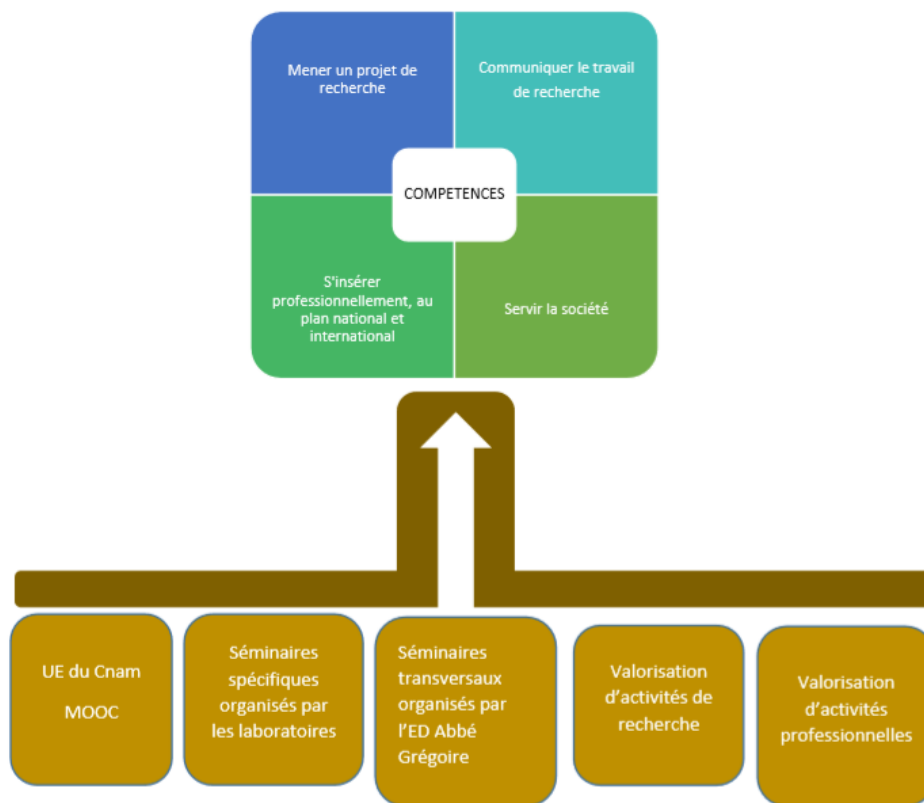 Mener un projet de
recherche
Communiquer le travail
de recherche
COMPETENCES
S'insérer
professionnellement, au
plan national et
international
Servir la société
UE du Cnam
MOOC
Séminaires
spécifiques
organisés par
les laboratoires
Séminaires
transversaux
organisés par
l’ED Abbé
Grégoire
Valorisation
d’activités de
recherche
Valorisation
d’activités
professionnelles